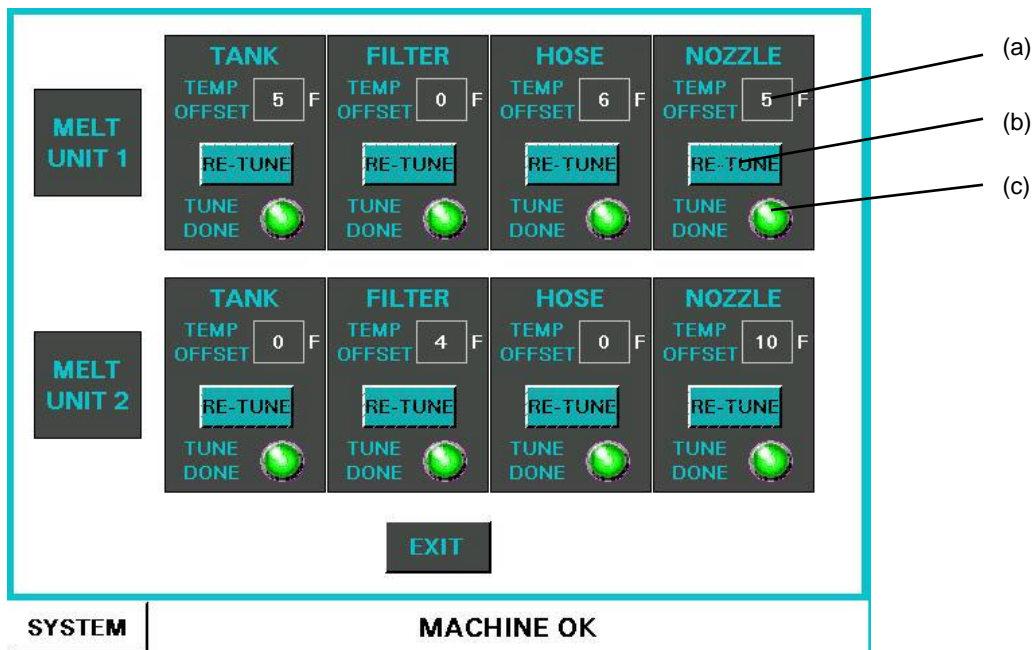 TANK FILTER HOSE NOZZLE
TEMP OFFSET 5 F TEMP OFFSET 0 F TEMP OFFSET 6 F TEMP OFFSET 5 F (a)
MELT UNIT 1
RE-TUNE RE-TUNE RE-TUNE RE-TUNE (b)
TUNE DONE TUNE DONE TUNE DONE TUNE DONE (c)
TANK FILTER HOSE NOZZLE
TEMP OFFSET 0 F TEMP OFFSET 4 F TEMP OFFSET 0 F TEMP OFFSET 10 F
MELT UNIT 2
RE-TUNE RE-TUNE RE-TUNE RE-TUNE
TUNE DONE TUNE DONE TUNE DONE TUNE DONE
EXIT
SYSTEM MACHINE OK